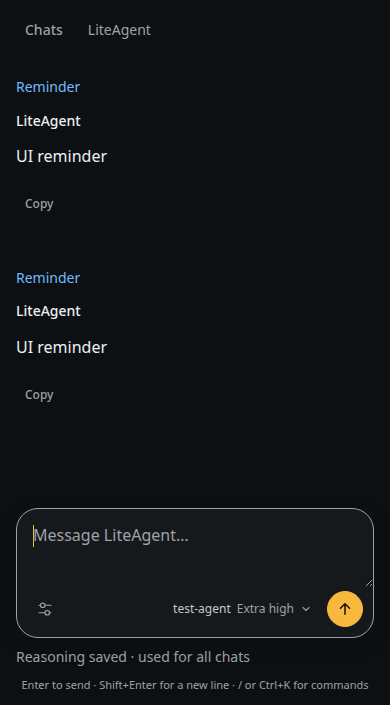 Chats LiteAgent
Reminder
LiteAgent
UI reminder
Copy
Reminder
LiteAgent
UI reminder
Copy
Message LiteAgent...
test-agent Extra high
Reasoning saved · used for all chats
Enter to send · Shift+Enter for a new line · / or Ctrl+K for commands